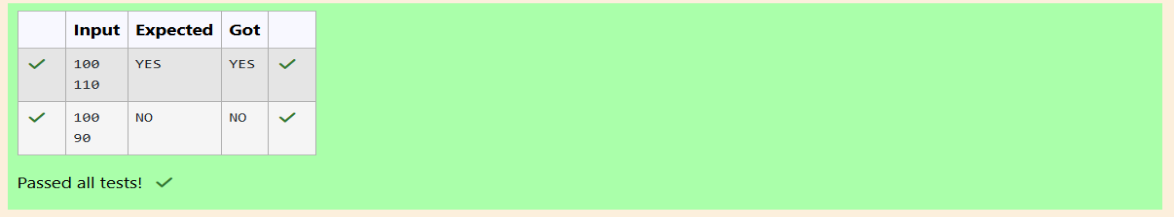 Input Expected Got
100 YES YES
110
100 NO NO
90
Passed all tests!